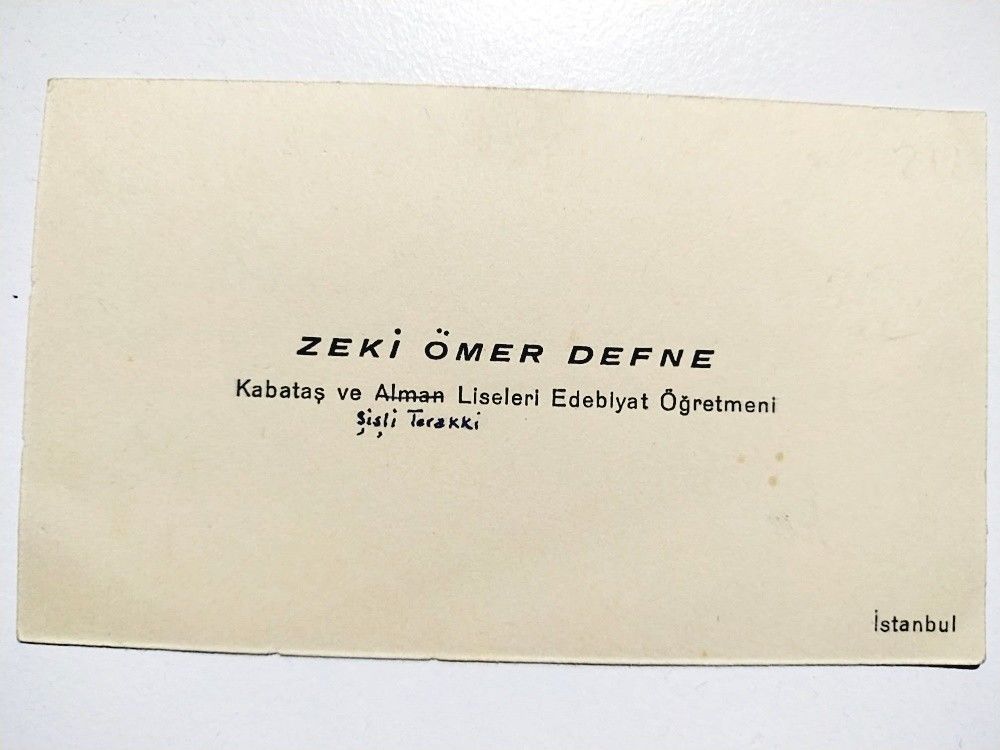 ZEKİ ÖMER DEFNE
Kabataş ve Alman Liseleri Edebiyat Öğretmeni
Şişli Terakki
İstanbul